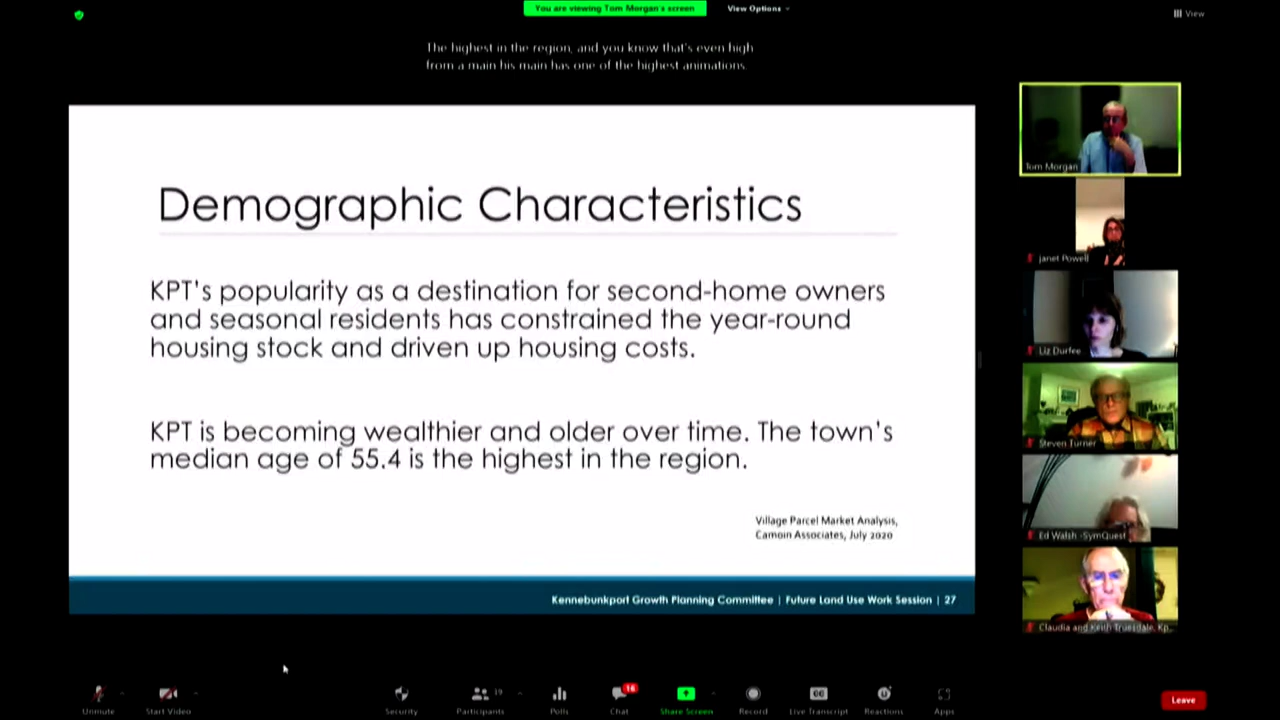 You are viewing Tom Morgan's screen
View Options
View
The highest in the region, and you know that's even high
from a main his main has one of the highest animations.
Demographic Characteristics
KPT's popularity as a destination for second-home owners
and seasonal residents has constrained the year-round
housing stock and driven up housing costs.
KPT is becoming wealthier and older over time. The town's
median age of 55.4 is the highest in the region.
Village Parcel Market Analysis,
Camoin Associates, July 2020
Kennebunkport Growth Planning Committee | Future Land Use Work Session | 27
Tom Morgan
Janet Powell
Liz Durfee
Steven Turner
Ed Walsh -SymQuest
Claudia and Keith Truesdale, Kp...
Unmute
Start Video
Security
Participants
19
Polls
Chat
16
Share Screen
Record
CC
Live Transcript
Reactions
Apps
Leave